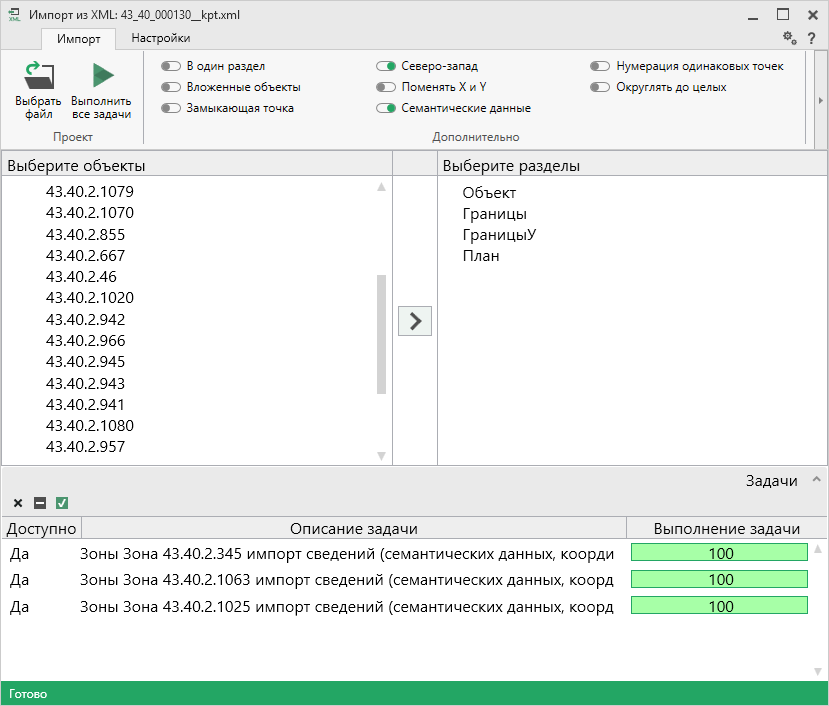 Импорт из XML: 43_40_000130__kpt.xml
Импорт Настройки
?
Выбрать файл
Выполнить все задачи
Проект
В один раздел
Вложенные объекты
Замыкающая точка
Северо-запад
Поменять X и Y
Семантические данные
Нумерация одинаковых точек
Округлять до целых
Дополнительно
Выберите объекты
43.40.2.1079
43.40.2.1070
43.40.2.855
43.40.2.667
43.40.2.46
43.40.2.1020
43.40.2.942
43.40.2.966
43.40.2.945
43.40.2.943
43.40.2.941
43.40.2.1080
43.40.2.957
Выберите разделы
Объект
Границы
ГраницыУ
План
Задачи
Доступно Описание задачи Выполнение задачи
Да Зоны Зона 43.40.2.345 импорт сведений (семантических данных, коорди 100
Да Зоны Зона 43.40.2.1063 импорт сведений (семантических данных, коорд 100
Да Зоны Зона 43.40.2.1025 импорт сведений (семантических данных, коорд 100
Готово